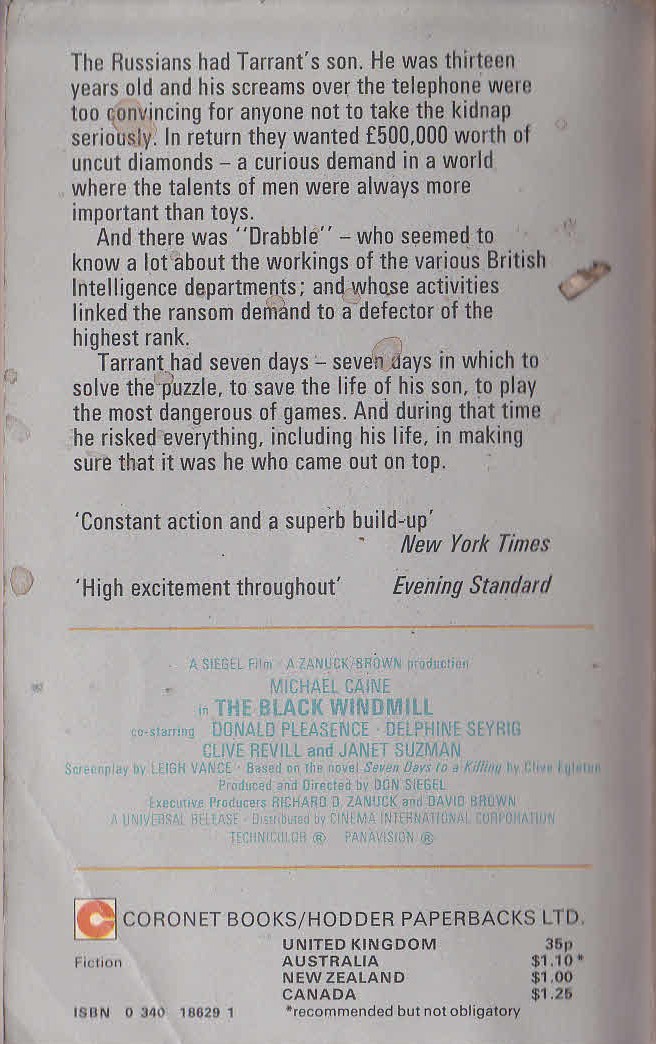 The Russians had Tarrant's son. He was thirteen
years old and his screams over the telephone were
too convincing for anyone not to take the kidnap
seriously. In return they wanted £500,000 worth of
uncut diamonds – a curious demand in a world
where the talents of men were always more
important than toys.
And there was ''Drabble'' – who seemed to
know a lot about the workings of the various British
Intelligence departments; and whose activities
linked the ransom demand to a defector of the
highest rank.
Tarrant had seven days – seven days in which to
solve the puzzle, to save the life of his son, to play
the most dangerous of games. And during that time
he risked everything, including his life, in making
sure that it was he who came out on top.
'Constant action and a superb build-up'
New York Times
'High excitement throughout' Evening Standard
A SIEGEL Film · A ZANUCK/BROWN production
MICHAEL CAINE
in THE BLACK WINDMILL
co-starring DONALD PLEASENCE · DELPHINE SEYRIG
CLIVE REVILL and JANET SUZMAN
Screenplay by LEIGH VANCE · Based on the novel Seven Days to a Killing by Clive Egleton
Produced and Directed by DON SIEGEL
Executive Producers RICHARD D. ZANUCK and DAVID BROWN
A UNIVERSAL RELEASE · Distributed by CINEMA INTERNATIONAL CORPORATION
TECHNICOLOR ® PANAVISION ®
CORONET BOOKS/HODDER PAPERBACKS LTD.
UNITED KINGDOM 35p
Fiction AUSTRALIA $1.10*
NEW ZEALAND $1.00
CANADA $1.25
ISBN 0 340 18629 1 *recommended but not obligatory